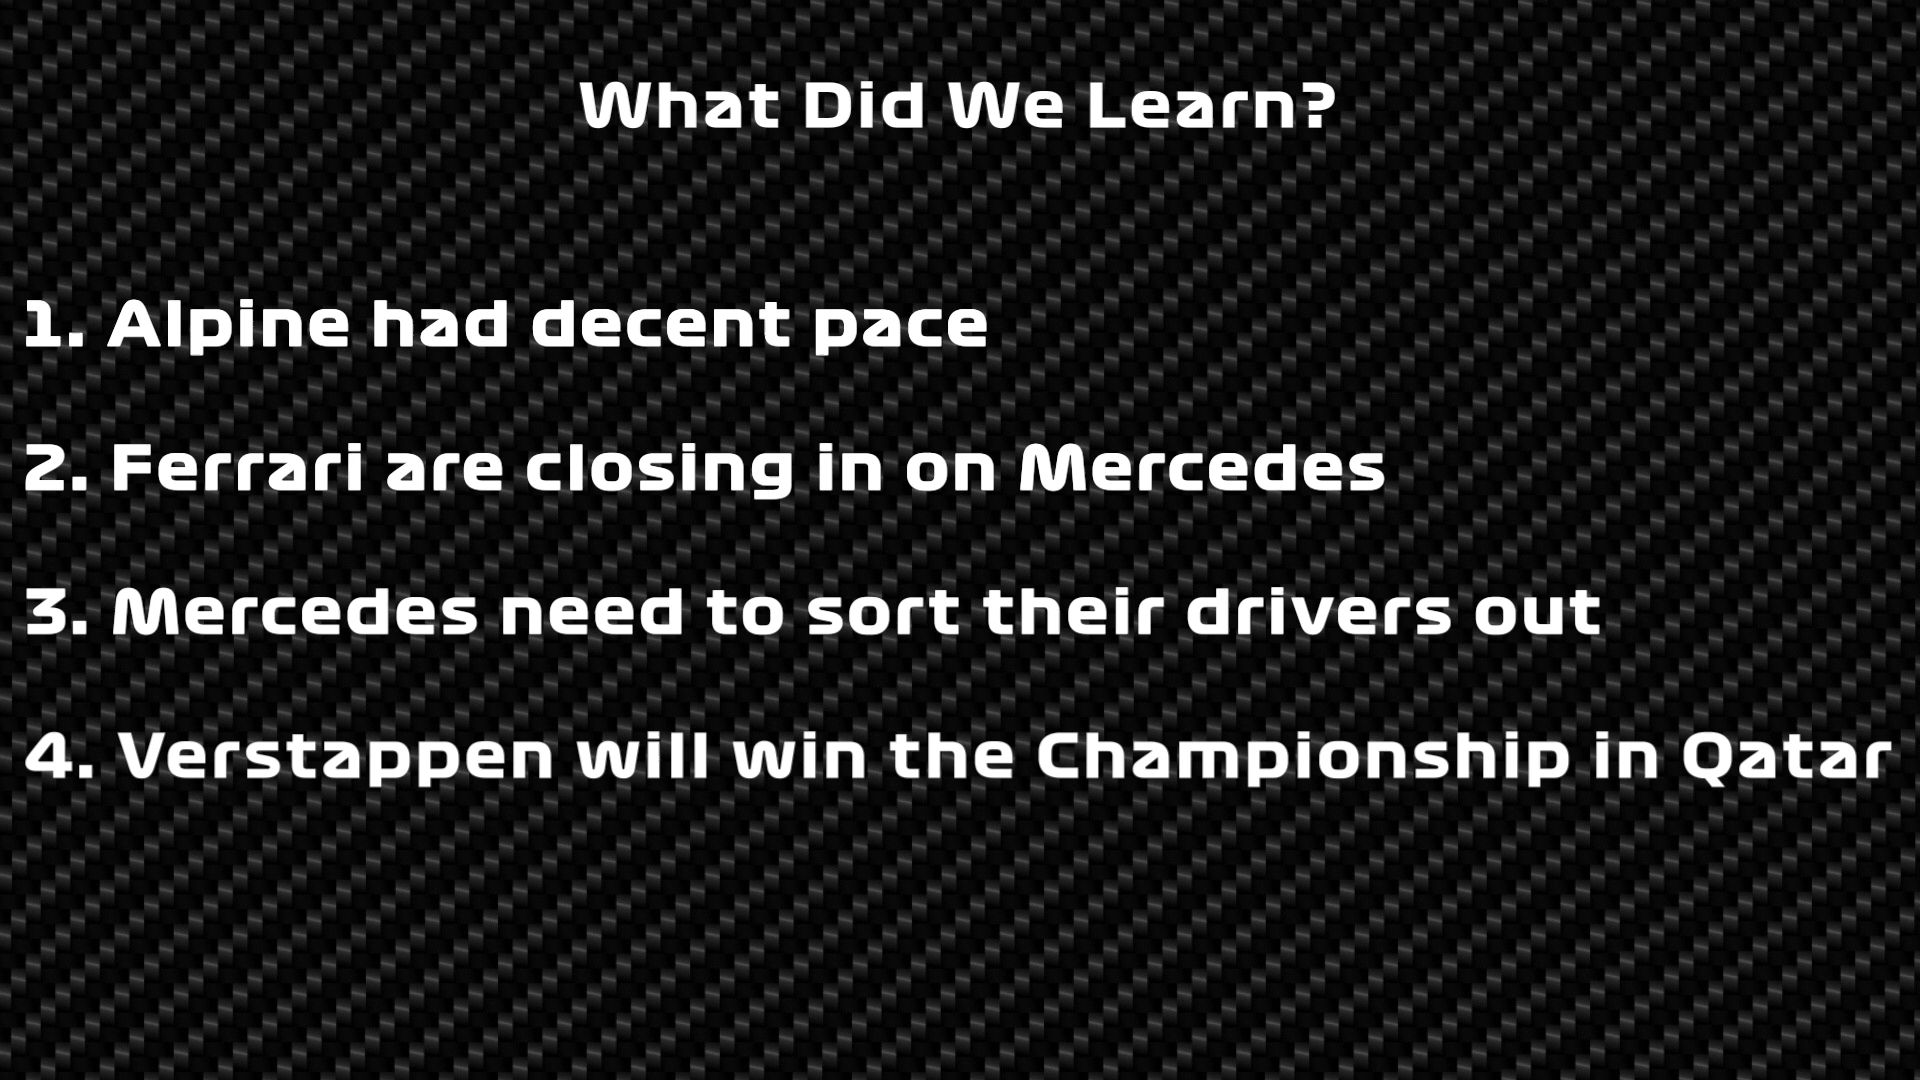 What Did We Learn?
1. Alpine had decent pace
2. Ferrari are closing in on Mercedes
3. Mercedes need to sort their drivers out
4. Verstappen will win the Championship in Qatar